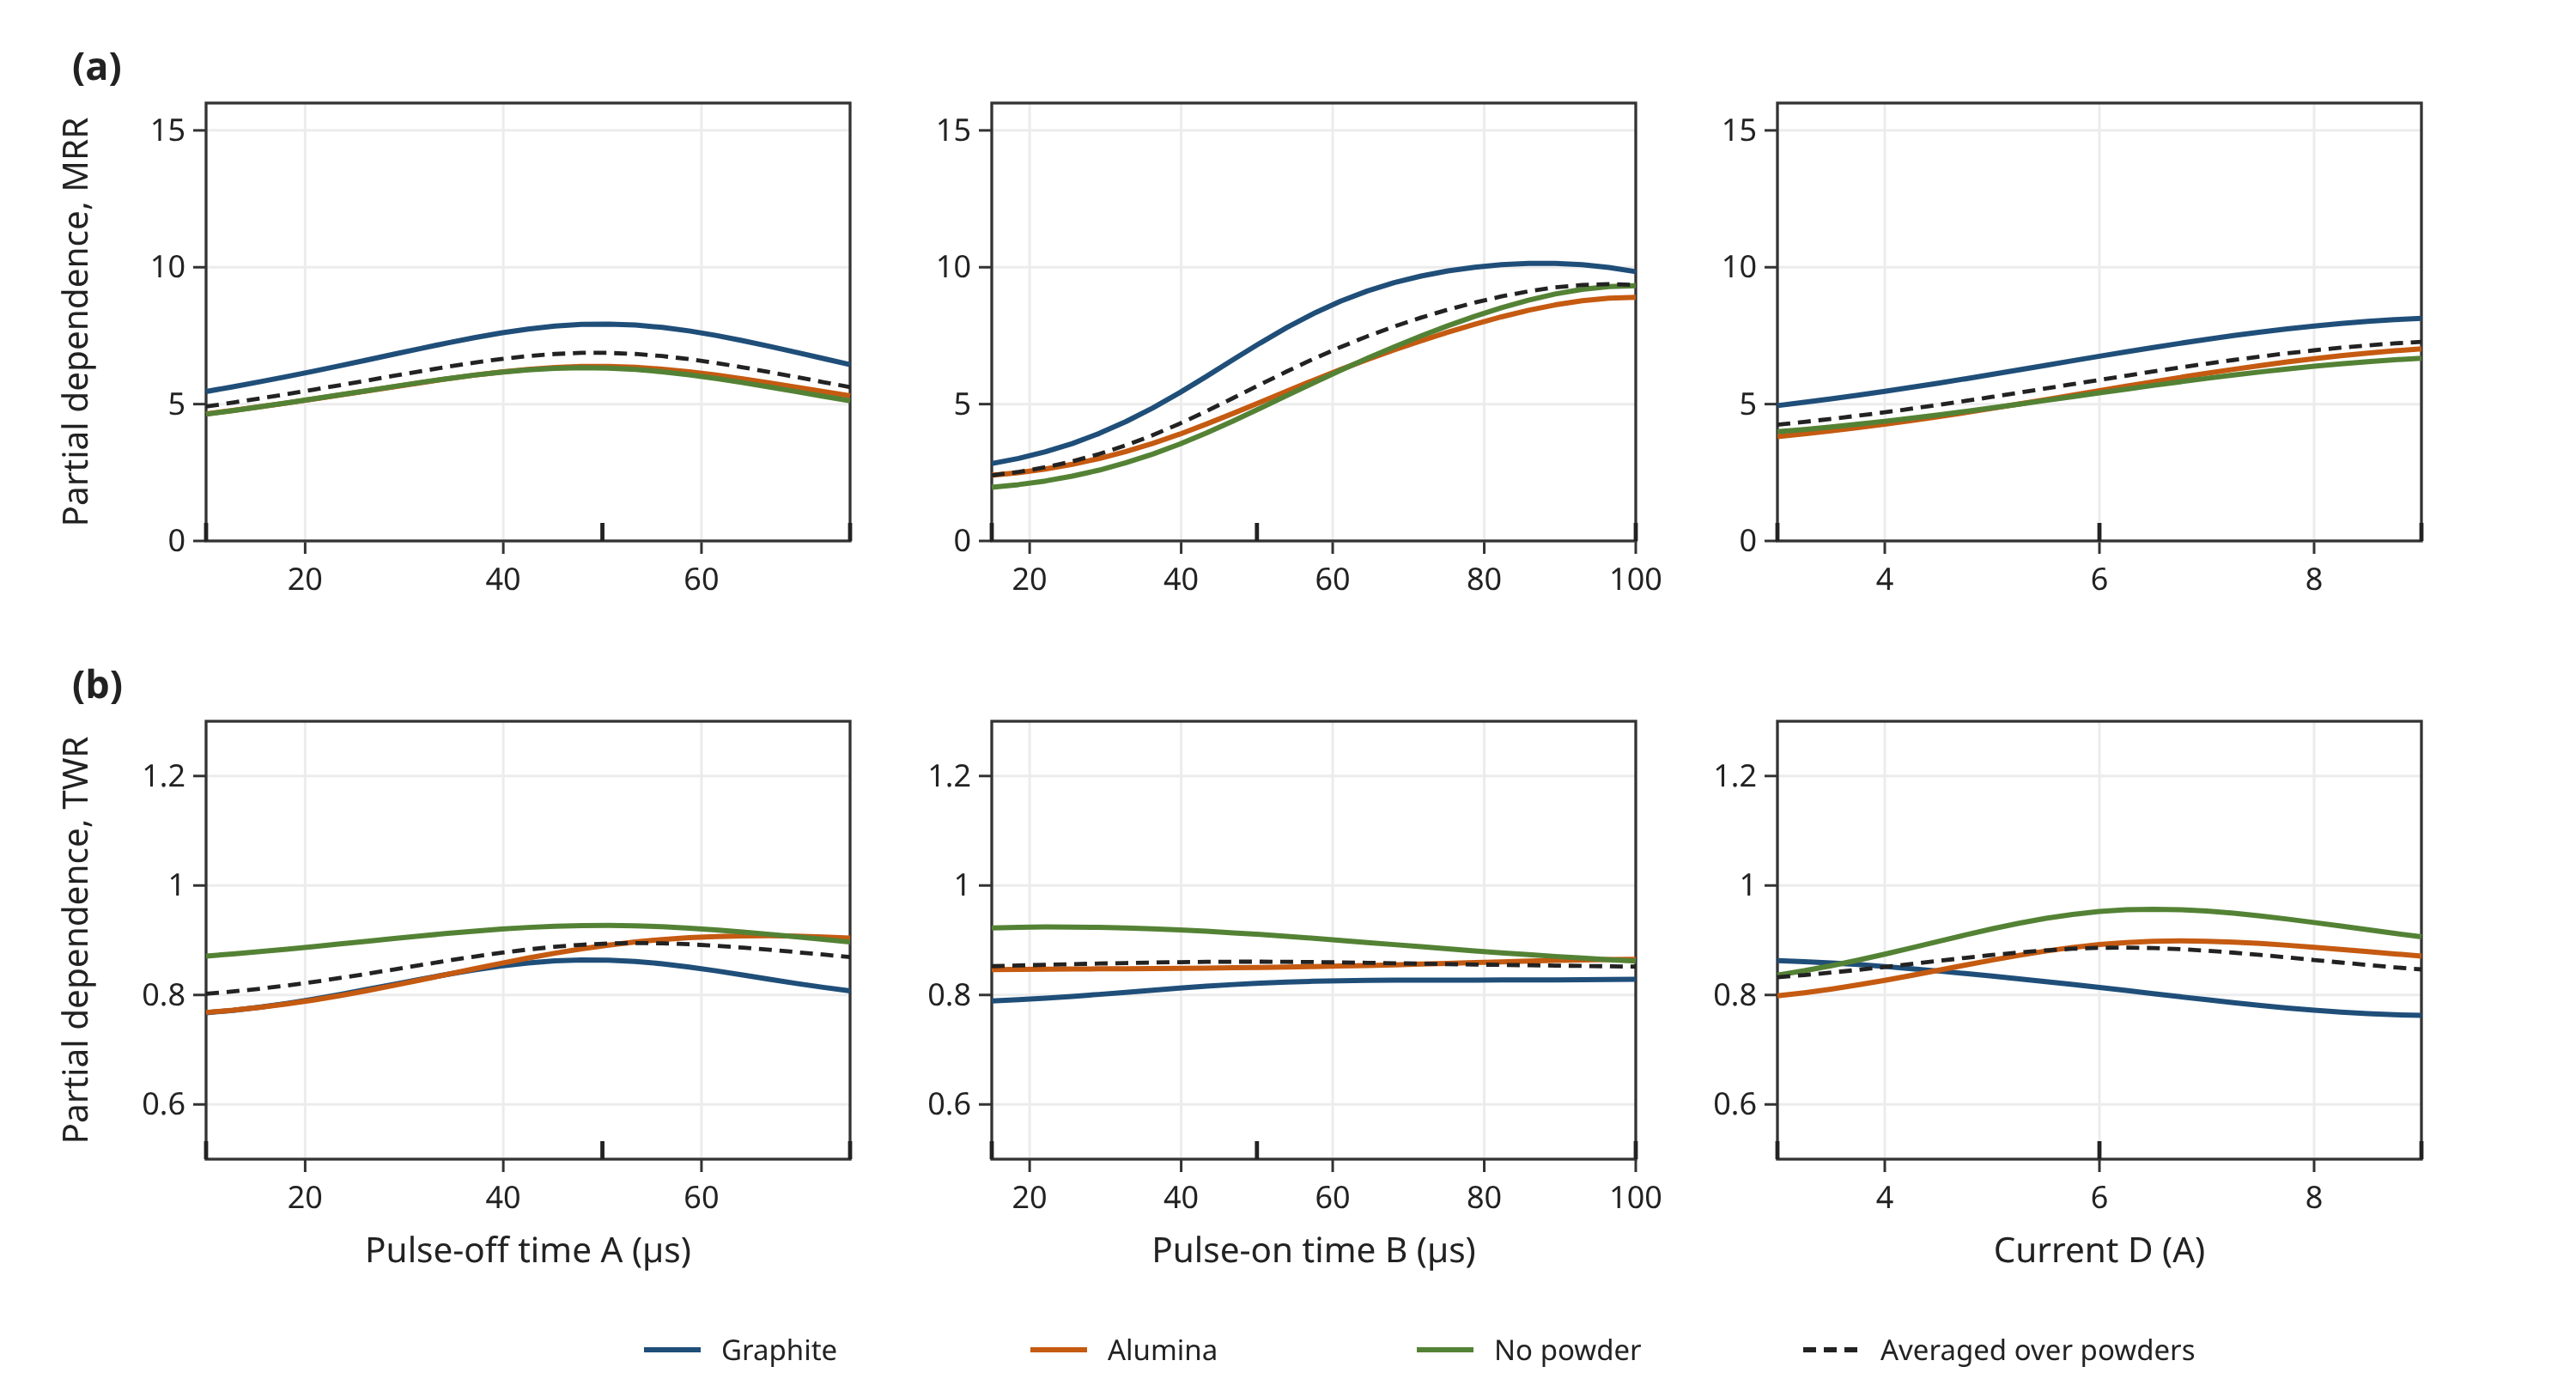 (a)
Partial dependence, MRR
15
10
5
0
20 40 60
15
10
5
0
20 40 60 80 100
15
10
5
0
4 6 8
(b)
Partial dependence, TWR
1.2
1
0.8
0.6
20 40 60
Pulse-off time A (µs)
1.2
1
0.8
0.6
20 40 60 80 100
Pulse-on time B (µs)
1.2
1
0.8
0.6
4 6 8
Current D (A)
Graphite Alumina No powder Averaged over powders